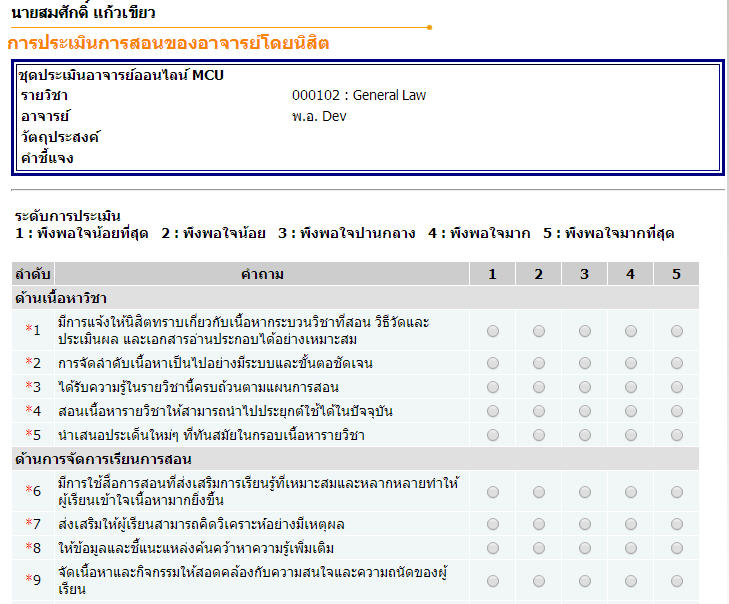 นายสมศักดิ์ แก้วเขียว
การประเมินการสอนของอาจารย์โดยนิสิต
ชุดประเมินอาจารย์ออนไลน์ MCU
รายวิชา 000102 : General Law
อาจารย์ พ.อ. Dev
วัตถุประสงค์
คำชี้แจง
ระดับการประเมิน
1 : พึงพอใจน้อยที่สุด 2 : พึงพอใจน้อย 3 : พึงพอใจปานกลาง 4 : พึงพอใจมาก 5 : พึงพอใจมากที่สุด
ลำดับ คำถาม 1 2 3 4 5
ด้านเนื้อหาวิชา
*1 มีการแจ้งให้นิสิตทราบเกี่ยวกับเนื้อหากระบวนวิชาที่สอน วิธีวัดและ
ประเมินผล และเอกสารอ่านประกอบได้อย่างเหมาะสม
*2 การจัดลำดับเนื้อหาเป็นไปอย่างมีระบบและขั้นตอชัดเจน
*3 ได้รับความรู้ในรายวิชานี้ครบถ้วนตามแผนการสอน
*4 สอนเนื้อหารายวิชาให้สามารถนำไปประยุกต์ใช้ได้ในปัจจุบัน
*5 นำเสนอประเด็นใหม่ๆ ที่ทันสมัยในกรอบเนื้อหารายวิชา
ด้านการจัดการเรียนการสอน
*6 มีการใช้สื่อการสอนที่ส่งเสริมการเรียนรู้ที่เหมาะสมและหลากหลายทำให้
ผู้เรียนเข้าใจเนื้อหามากยิ่งขึ้น
*7 ส่งเสริมให้ผู้เรียนสามารถคิดวิเคราะห์อย่างมีเหตุผล
*8 ให้ข้อมูลและชี้แนะแหล่งค้นคว้าหาความรู้เพิ่มเติม
*9 จัดเนื้อหาและกิจกรรมให้สอดคล้องกับความสนใจและความถนัดของผู้
เรียน